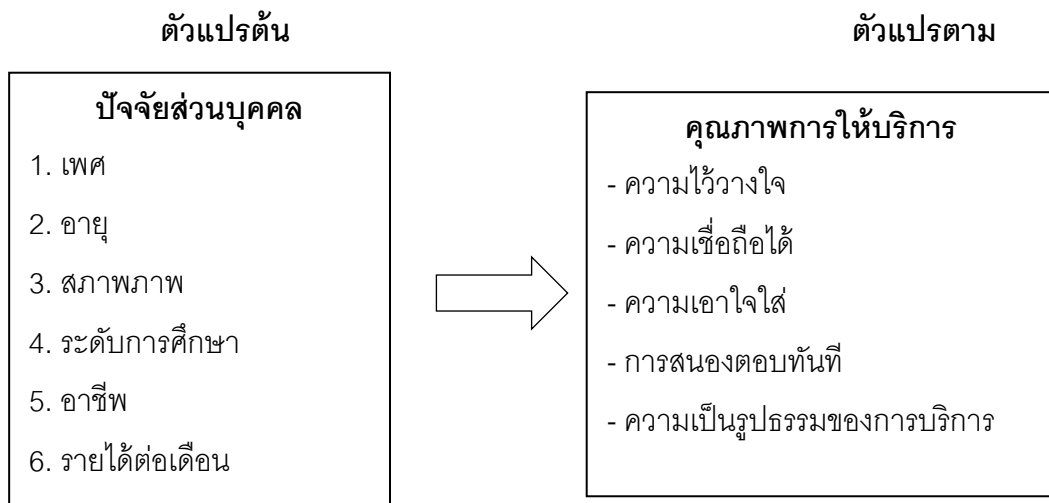 ตัวแปรต้น
ตัวแปรตาม
ปัจจัยส่วนบุคคล
1. เพศ
2. อายุ
3. สภาพภาพ
4. ระดับการศึกษา
5. อาชีพ
6. รายได้ต่อเดือน
คุณภาพการให้บริการ
- ความไว้วางใจ
- ความเชื่อถือได้
- ความเอาใจใส่
- การสนองตอบทันที
- ความเป็นรูปธรรมของการบริการ